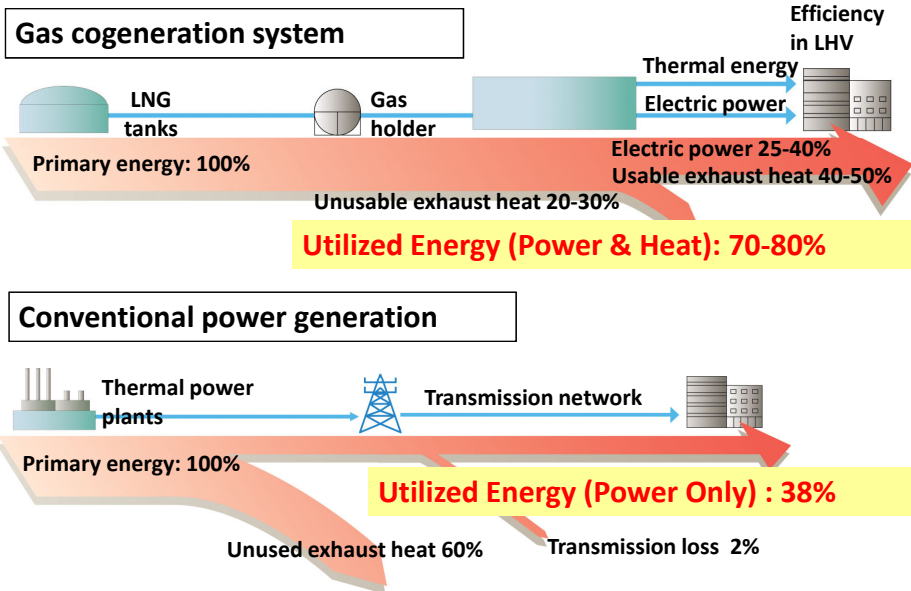 Gas cogeneration system
Efficiency
in LHV
Thermal energy
LNG
tanks
Gas
holder
Electric power
Primary energy: 100%
Electric power 25-40%
Usable exhaust heat 40-50%
Unusable exhaust heat 20-30%
Utilized Energy (Power & Heat): 70-80%
Conventional power generation
Thermal power
plants
Transmission network
Primary energy: 100%
Utilized Energy (Power Only) : 38%
Unused exhaust heat 60%
Transmission loss 2%